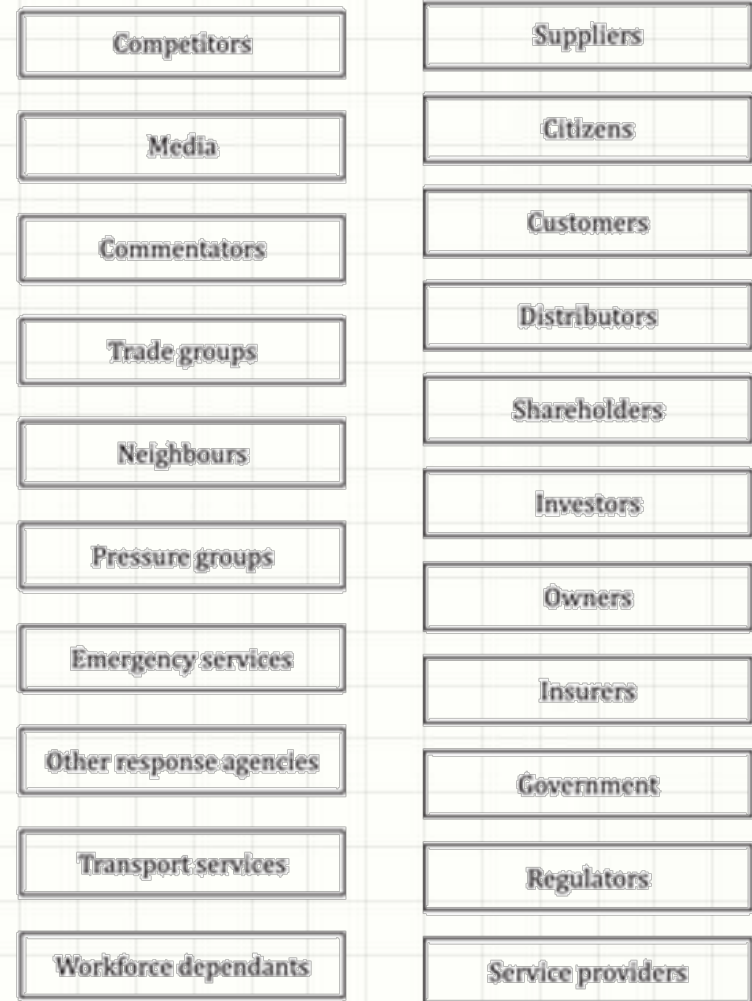 Competitors
Media
Commentators
Trade groups
Neighbours
Pressure groups
Emergency services
Other response agencies
Transport services
Workforce dependants
Suppliers
Citizens
Customers
Distributors
Shareholders
Investors
Owners
Insurers
Government
Regulators
Service providers